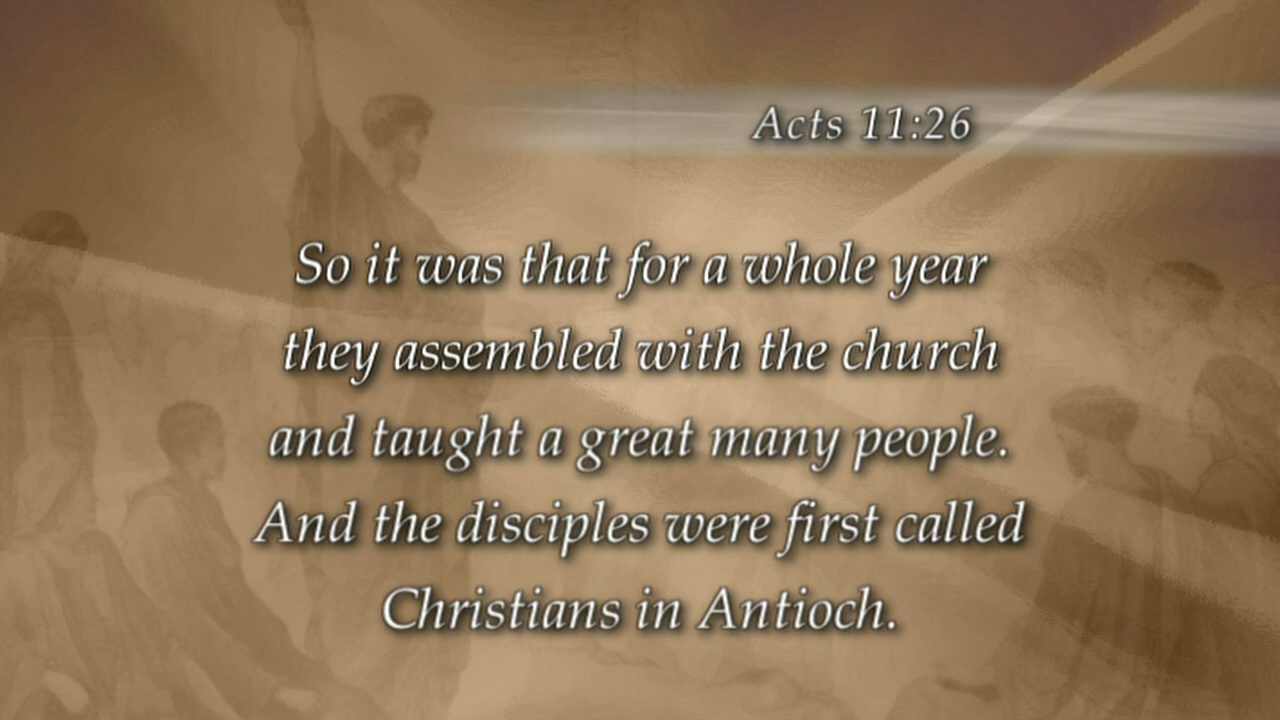 Acts 11:26
So it was that for a whole year
they assembled with the church
and taught a great many people.
And the disciples were first called
Christians in Antioch.